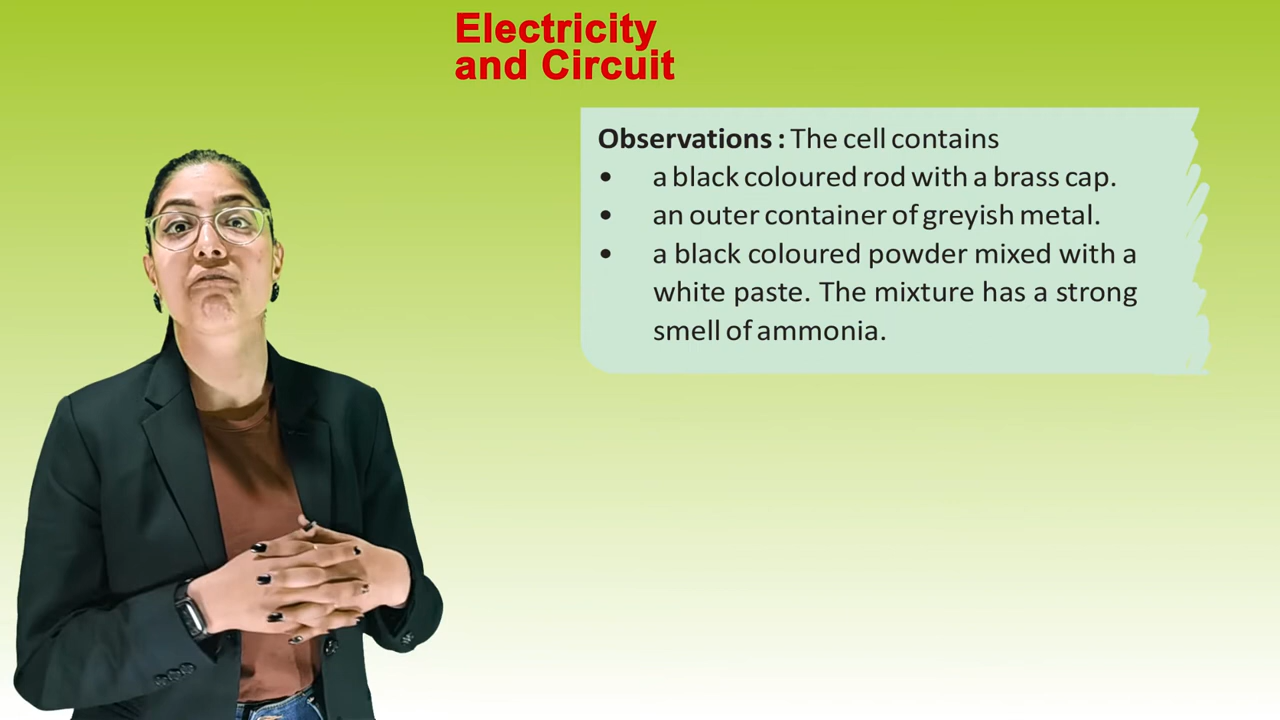 Electricity
and Circuit
Observations : The cell contains
• a black coloured rod with a brass cap.
• an outer container of greyish metal.
• a black coloured powder mixed with a
white paste. The mixture has a strong
smell of ammonia.